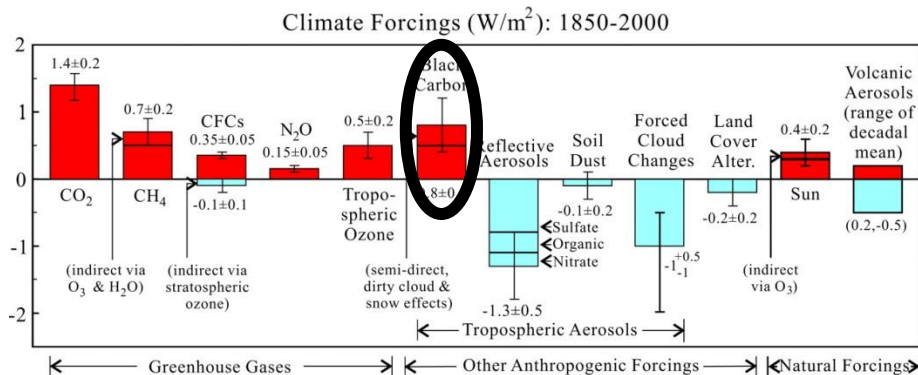 Climate Forcings (W/m²): 1850-2000
2
1
0
-1
-2
1.4±0.2
CO₂
0.7±0.2
CH₄
(indirect via
O₃ & H₂O)
CFCs
0.35±0.05
-0.1±0.1
(indirect via
stratospheric
ozone)
N₂O
0.15±0.05
0.5±0.2
Tropo-
spheric
Ozone
Black
Carbon
(semi-direct,
dirty cloud &
snow effects)
Reflective
Aerosols
Sulfate
Organic
Nitrate
-1.3±0.5
Soil
Dust
-0.1±0.2
Forced
Cloud
Changes
-1 +0.5
-1
Land
Cover
Alter.
-0.2±0.2
0.4±0.2
Sun
(indirect
via O₃)
Volcanic
Aerosols
(range of
decadal
mean)
(0.2,-0.5)
Tropospheric Aerosols
Greenhouse Gases
Other Anthropogenic Forcings
Natural Forcings